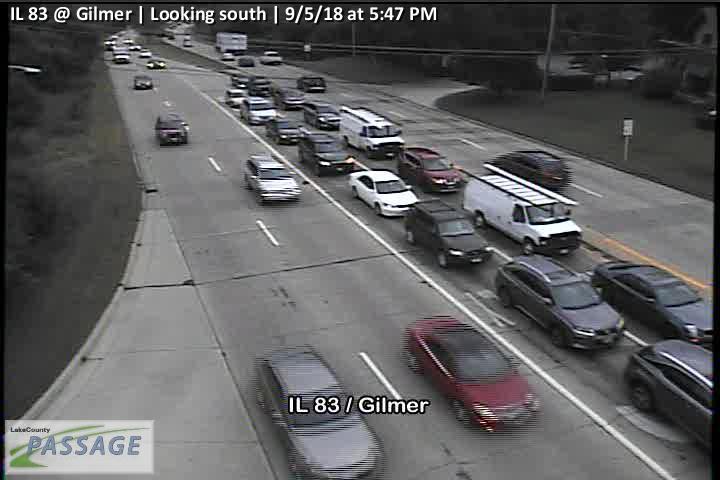 IL 83 @ Gilmer | Looking south | 9/5/18 at 5:47 PM
IL 83 / Gilmer
LakeCounty
PASSAGE